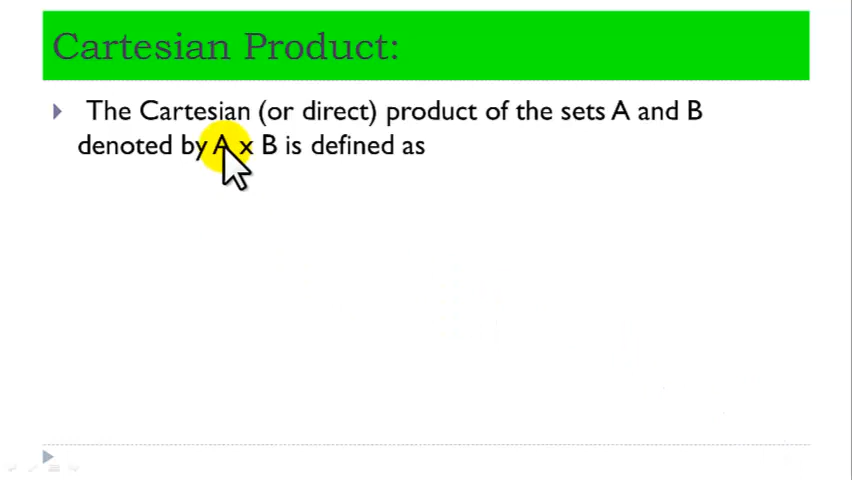 Cartesian Product:
The Cartesian (or direct) product of the sets A and B
denoted by A x B is defined as